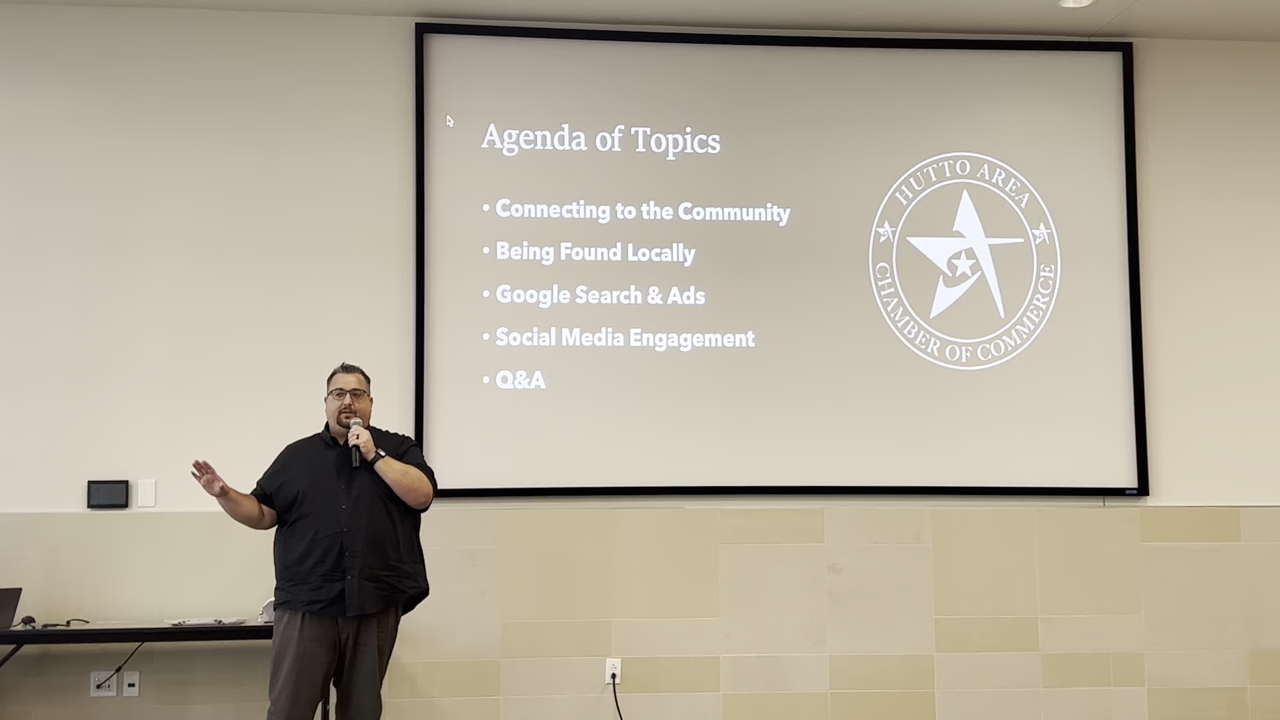 Agenda of Topics
• Connecting to the Community
• Being Found Locally
• Google Search & Ads
• Social Media Engagement
• Q&A
HUTTO AREA
CHAMBER OF COMMERCE